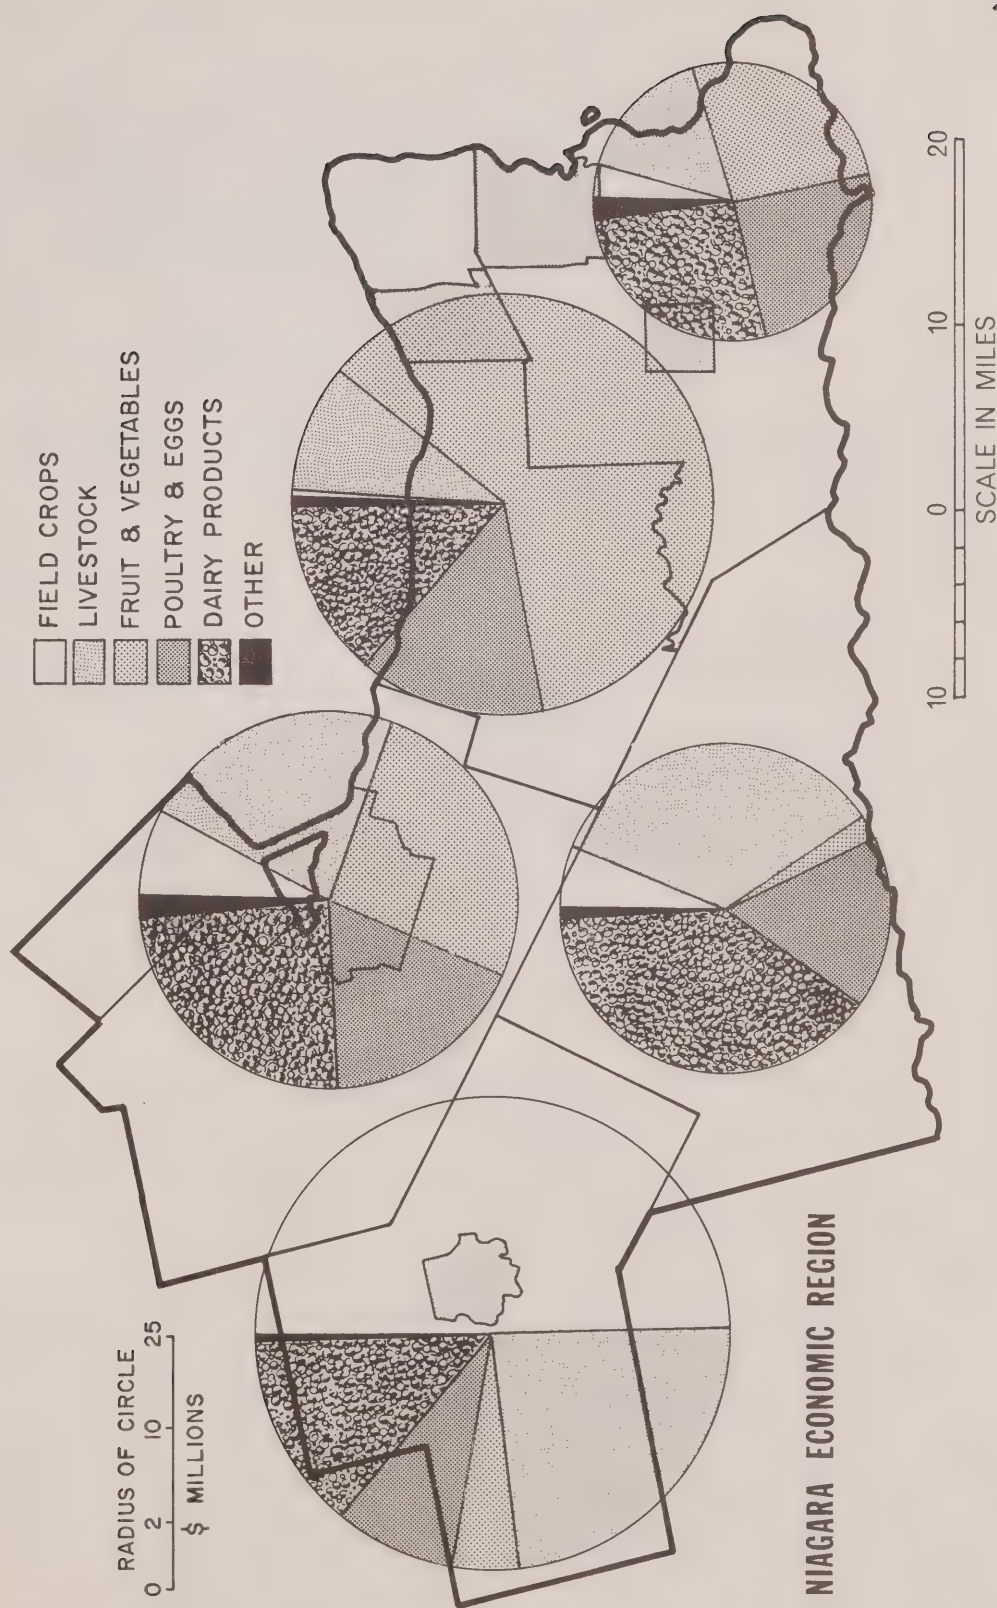 FIELD CROPS
LIVESTOCK
FRUIT & VEGETABLES
POULTRY & EGGS
DAIRY PRODUCTS
OTHER
RADIUS OF CIRCLE
0 2 10 25
$ MILLIONS
NIAGARA ECONOMIC REGION
10 0 10 20
SCALE IN MILES